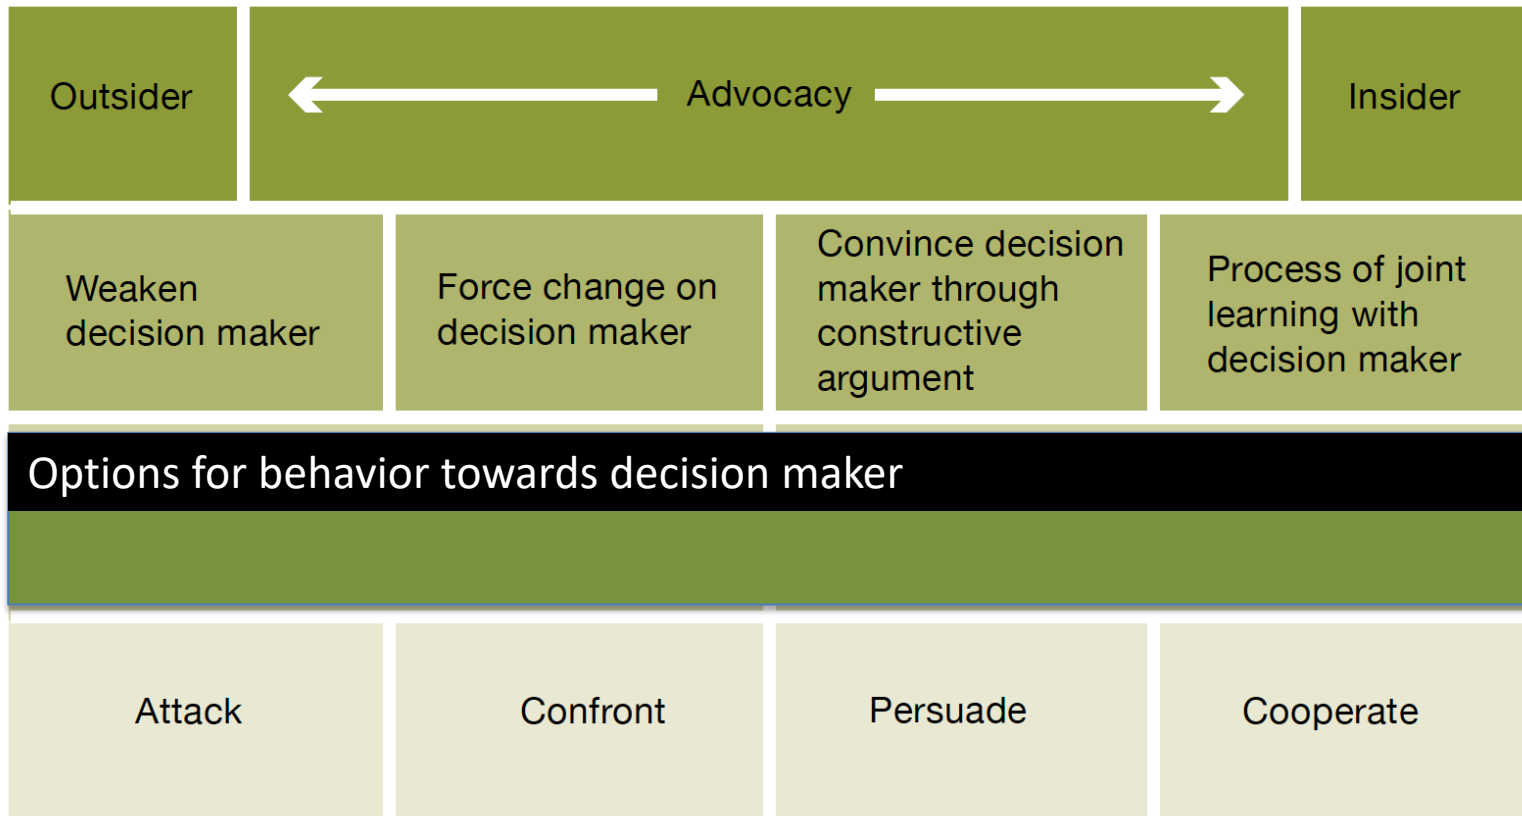 Outsider
Advocacy
Insider
Weaken
decision maker
Force change on
decision maker
Convince decision
maker through
constructive
argument
Process of joint
learning with
decision maker
Options for behavior towards decision maker
Attack
Confront
Persuade
Cooperate